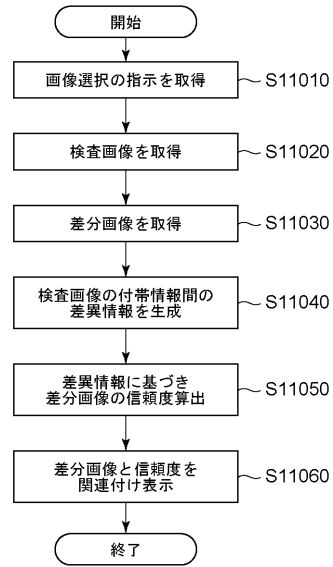 開始
画像選択の指示を取得
S11010
検査画像を取得
S11020
差分画像を取得
S11030
検査画像の付帯情報間の
差異情報を生成
S11040
差異情報に基づき
差分画像の信頼度算出
S11050
差分画像と信頼度を
関連付け表示
S11060
終了